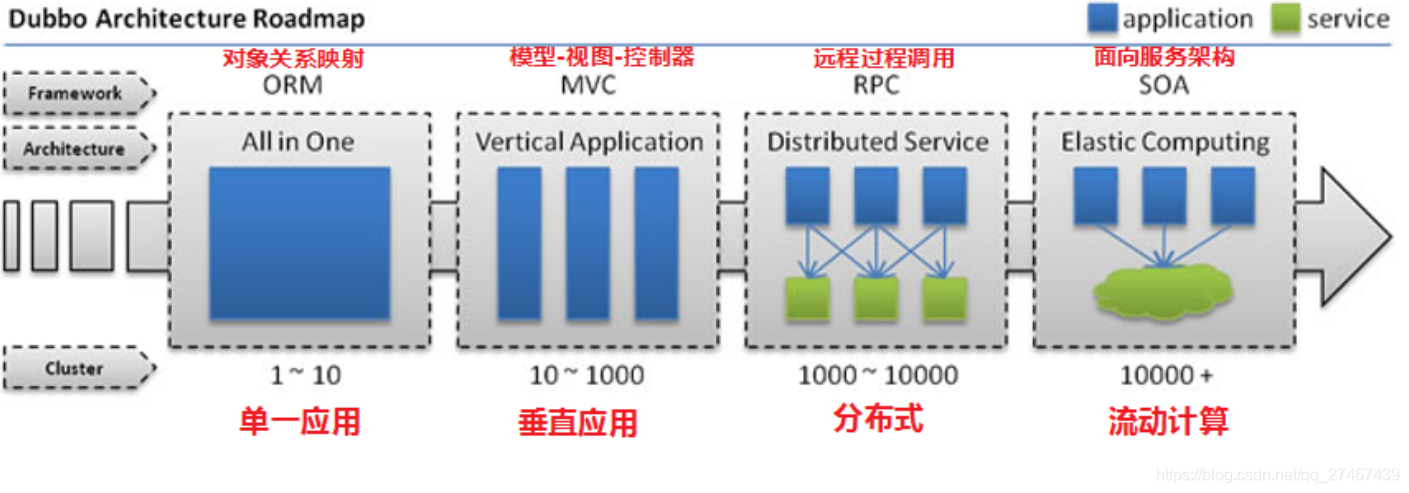 Dubbo Architecture Roadmap
application
service
对象关系映射
模型-视图-控制器
远程过程调用
面向服务架构
Framework
ORM
MVC
RPC
SOA
Architecture
All in One
Vertical Application
Distributed Service
Elastic Computing
Cluster
1 ~ 10
10 ~ 1000
1000 ~ 10000
10000 +
单一应用
垂直应用
分布式
流动计算
https://blog.csdn.net/qq_27467439